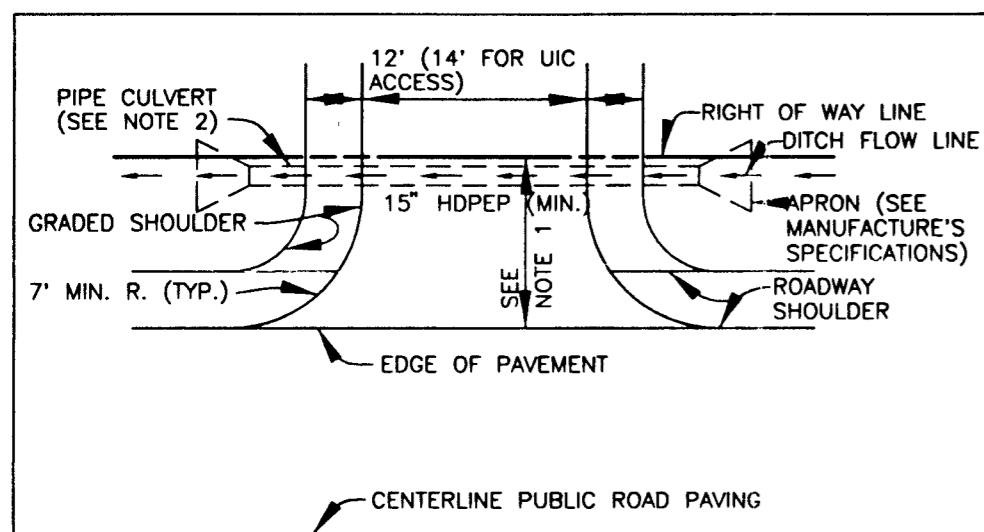 12' (14' FOR UIC
ACCESS)
PIPE CULVERT
(SEE NOTE 2)
RIGHT OF WAY LINE
DITCH FLOW LINE
15" HDPEP (MIN.)
GRADED SHOULDER
APRON (SEE
MANUFACTURE'S
SPECIFICATIONS)
SEE
NOTE 1
7' MIN. R. (TYP.)
ROADWAY
SHOULDER
EDGE OF PAVEMENT
CENTERLINE PUBLIC ROAD PAVING